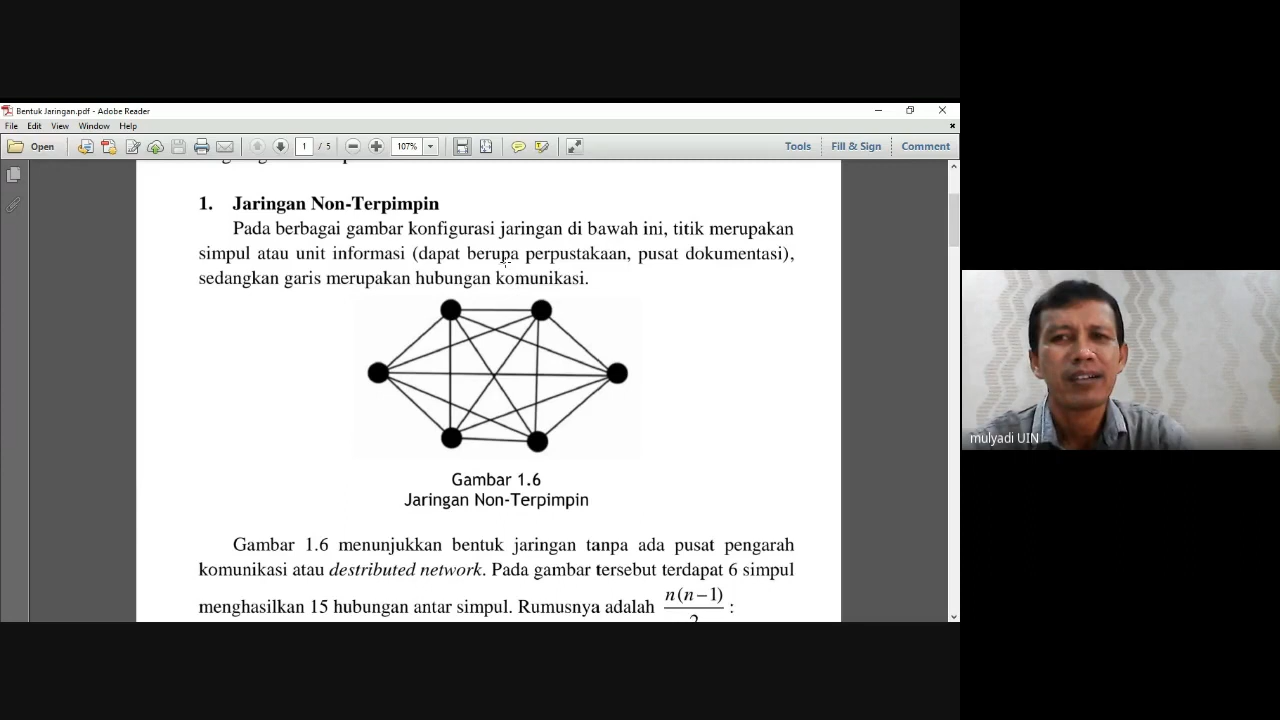 Bentuk Jaringan.pdf - Adobe Reader
File Edit View Window Help
Open 1 / 5 107% Tools Fill & Sign Comment
1. Jaringan Non-Terpimpin
Pada berbagai gambar konfigurasi jaringan di bawah ini, titik merupakan
simpul atau unit informasi (dapat berupa perpustakaan, pusat dokumentasi),
sedangkan garis merupakan hubungan komunikasi.
Gambar 1.6
Jaringan Non-Terpimpin
Gambar 1.6 menunjukkan bentuk jaringan tanpa ada pusat pengarah
komunikasi atau destributed network. Pada gambar tersebut terdapat 6 simpul
menghasilkan 15 hubungan antar simpul. Rumusnya adalah n(n−1)/2 :
mulyadi UIN